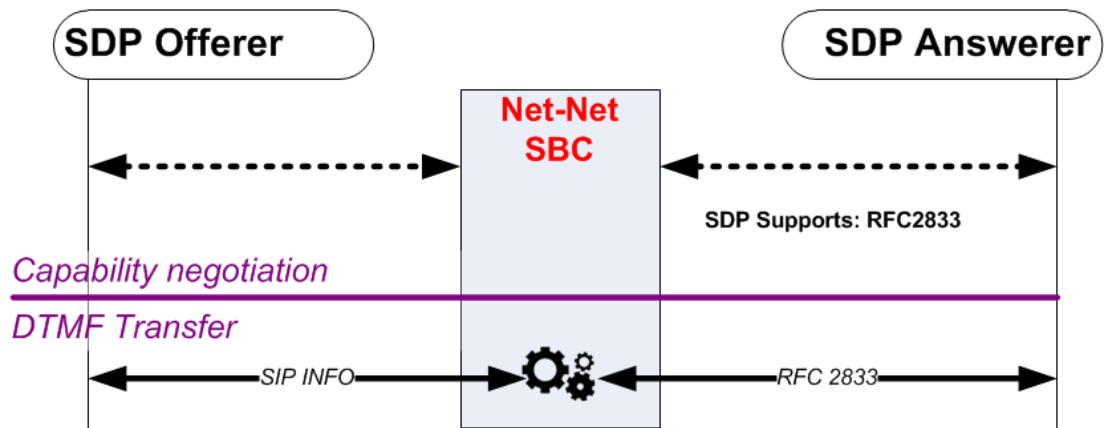 SDP Offerer
SDP Answerer
Net-Net
SBC
SDP Supports: RFC2833
Capability negotiation
DTMF Transfer
SIP INFO
RFC 2833